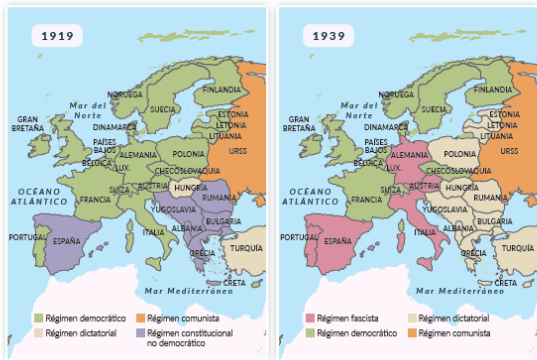 1919
NORUEGA
SUECIA
FINLANDIA
Mar del
Norte
ESTONIA
LETONIA
LITUANIA
GRAN
BRETAÑA
DINAMARCA
PAÍSES
BAJOS
BÉLGICA
LUX.
ALEMANIA
POLONIA
URSS
CHECOSLOVAQUIA
OCÉANO
ATLÁNTICO
FRANCIA
SUIZA
AUSTRIA
HUNGRÍA
RUMANIA
YUGOSLAVIA
BULGARIA
PORTUGAL
ESPAÑA
ITALIA
ALBANIA
GRECIA
TURQUÍA
CRETA
Mar Mediterráneo
Régimen democrático
Régimen comunista
Régimen dictatorial
Régimen constitucional
no democrático
1939
NORUEGA
SUECIA
FINLANDIA
Mar del
Norte
ESTONIA
LETONIA
LITUANIA
GRAN
BRETAÑA
DINAMARCA
PAÍSES
BAJOS
BÉLGICA
LUX.
ALEMANIA
POLONIA
URSS
CHECOSLOVAQUIA
OCÉANO
ATLÁNTICO
FRANCIA
SUIZA
AUSTRIA
HUNGRÍA
RUMANIA
YUGOSLAVIA
BULGARIA
PORTUGAL
ESPAÑA
ITALIA
ALBANIA
GRECIA
TURQUÍA
CRETA
Mar Mediterráneo
Régimen fascista
Régimen dictatorial
Régimen democrático
Régimen comunista